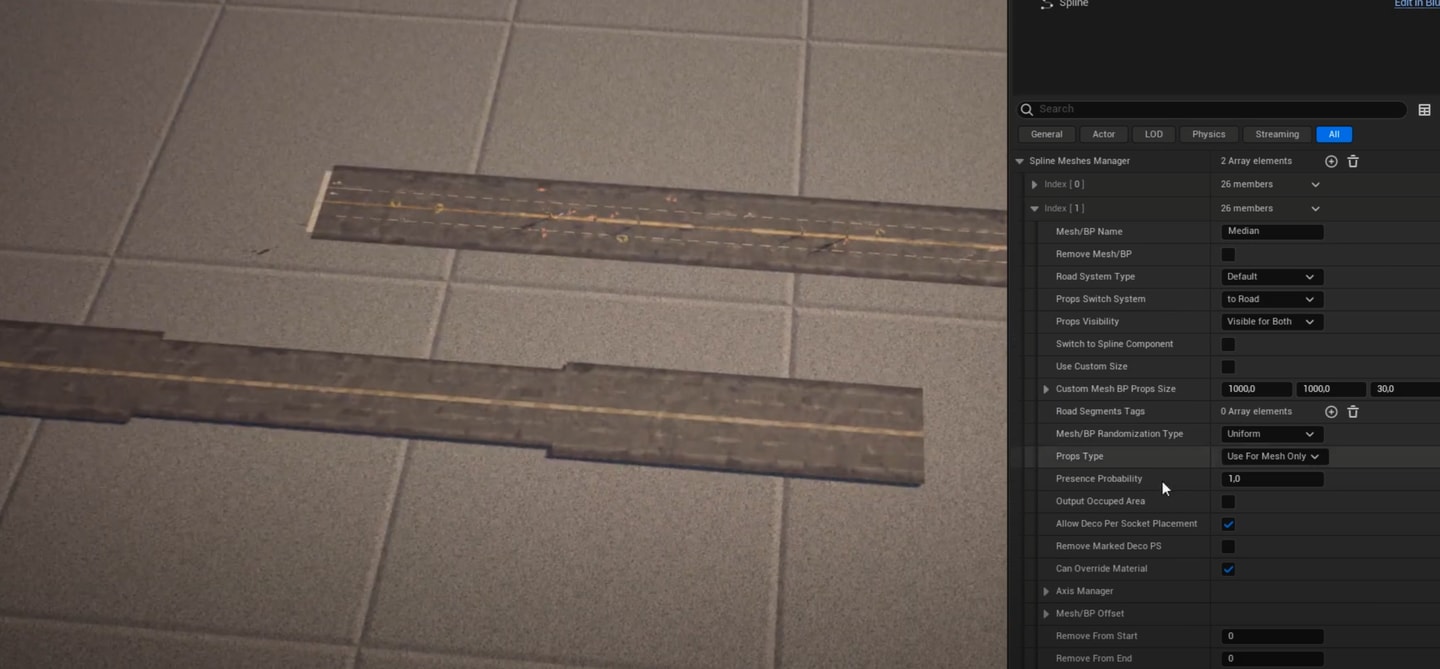 Spline
Edit in Blu
Search
General Actor LOD Physics Streaming All
Spline Meshes Manager 2 Array elements
Index [ 0 ] 26 members
Index [ 1 ] 26 members
Mesh/BP Name Median
Remove Mesh/BP
Road System Type Default
Props Switch System to Road
Props Visibility Visible for Both
Switch to Spline Component
Use Custom Size
Custom Mesh BP Props Size 1000,0 1000,0 30,0
Road Segments Tags 0 Array elements
Mesh/BP Randomization Type Uniform
Props Type Use For Mesh Only
Presence Probability 1,0
Output Occuped Area
Allow Deco Per Socket Placement
Remove Marked Deco PS
Can Override Material
Axis Manager
Mesh/BP Offset
Remove From Start 0
Remove From End 0